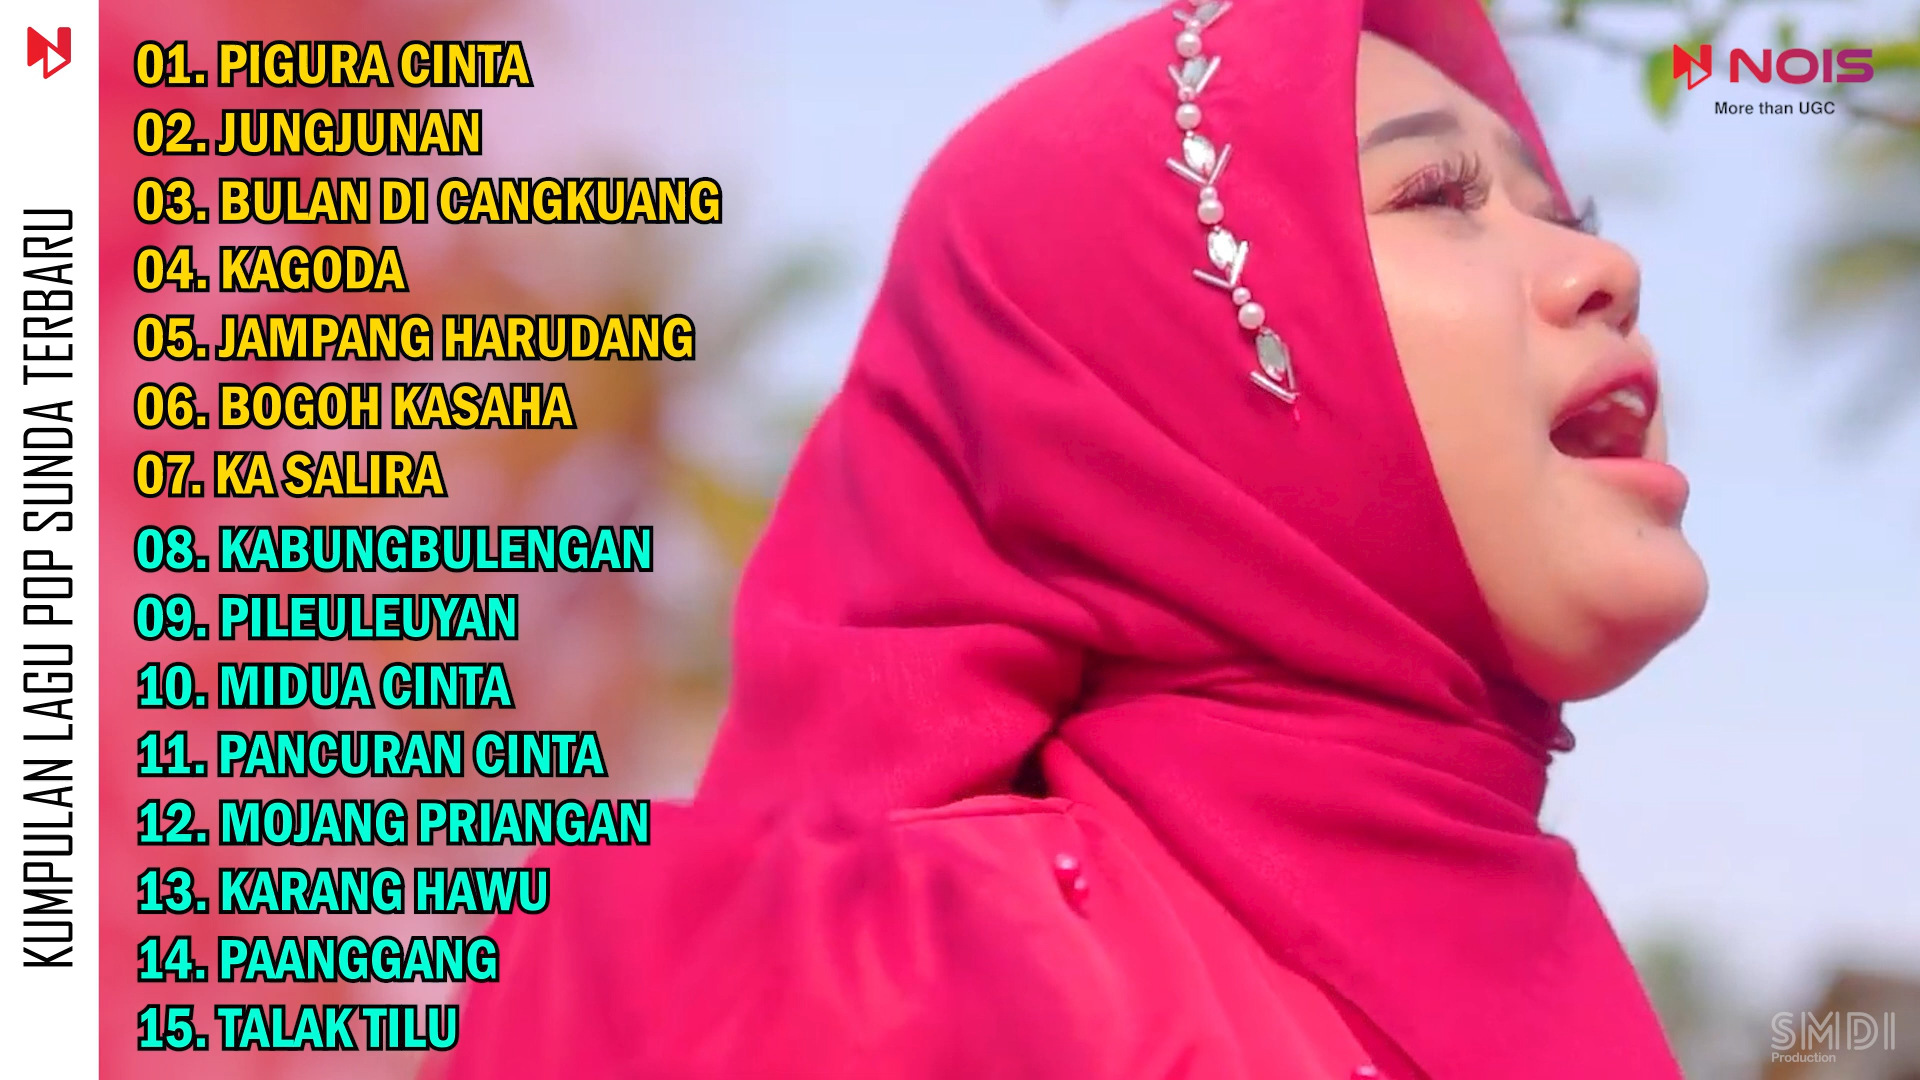 KUMPULAN LAGU POP SUNDA TERBARU
01. PIGURA CINTA
02. JUNGJUNAN
03. BULAN DI CANGKUANG
04. KAGODA
05. JAMPANG HARUDANG
06. BOGOH KASAHA
07. KA SALIRA
08. KABUNGBULENGAN
09. PILEULEUYAN
10. MIDUA CINTA
11. PANCURAN CINTA
12. MOJANG PRIANGAN
13. KARANG HAWU
14. PAANGGANG
15. TALAK TILU
NOIS
More than UGC
SMDI
Production